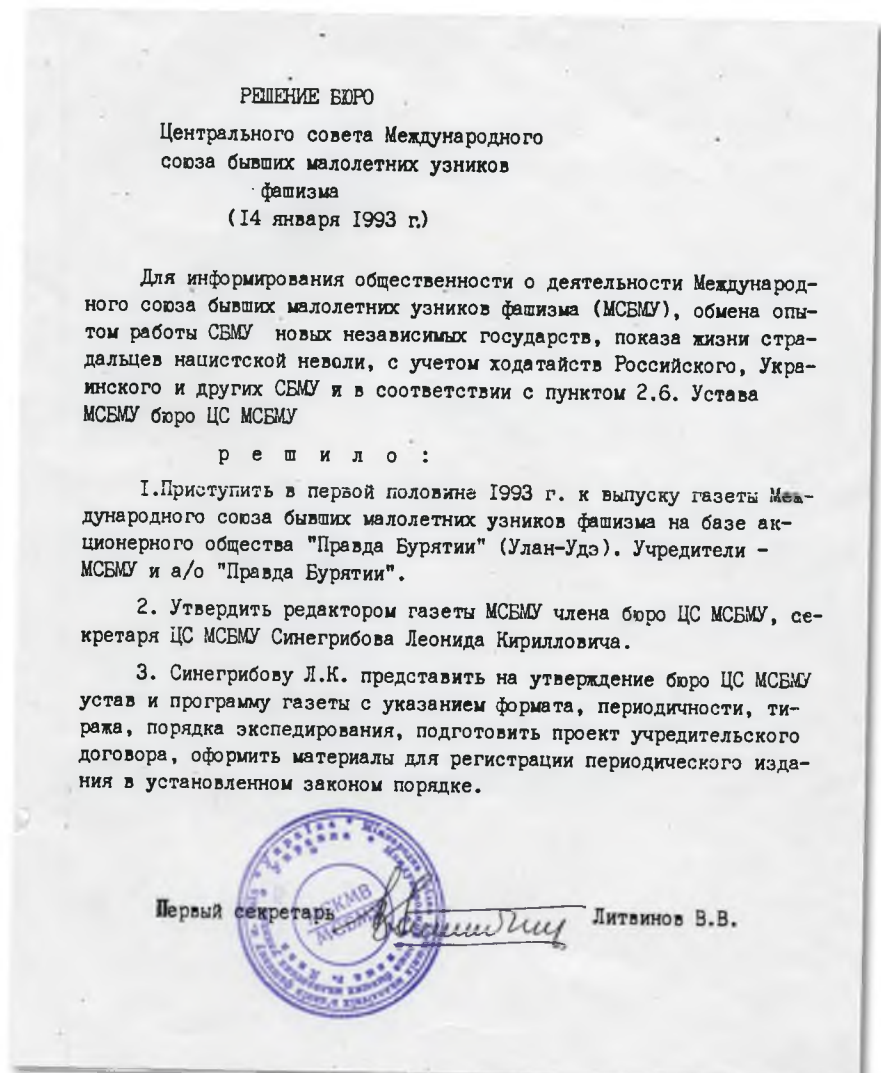 РЕШЕНИЕ БЮРО
Центрального совета Международного
союза бывших малолетних узников
фашизма
(I4 января I993 г.)
Для информирования общественности о деятельности Международ-
ного союза бывших малолетних узников фашизма (МСБМУ), обмена опы-
том работы СБМУ новых независимых государств, показа жизни стра-
дальцев нацистской неволи, с учетом ходатайств Российского, Укра-
инского и других СБМУ и в соответствии с пунктом 2.6. Устава
МСБМУ бюро ЦС МСБМУ
р е ш и л о :
I.Приступить в первой половине I993 г. к выпуску газеты Меж-
дународного союза бывших малолетних узников фашизма на базе ак-
ционерного общества "Правда Бурятии" (Улан-Удэ). Учредители -
МСБМУ и а/о "Правда Бурятии".
2. Утвердить редактором газеты МСБМУ члена бюро ЦС МСБМУ, се-
кретаря ЦС МСБМУ Синегрибова Леонида Кирилловича.
3. Синегрибову Л.К. представить на утверждение бюро ЦС МСБМУ
устав и программу газеты с указанием формата, периодичности, ти-
ража, порядка экспедирования, подготовить проект учредительского
договора, оформить материалы для регистрации периодического изда-
ния в установленном законом порядке.
Первый секретарь Литвинов В.В.
Україна
Украина
МСБМУ